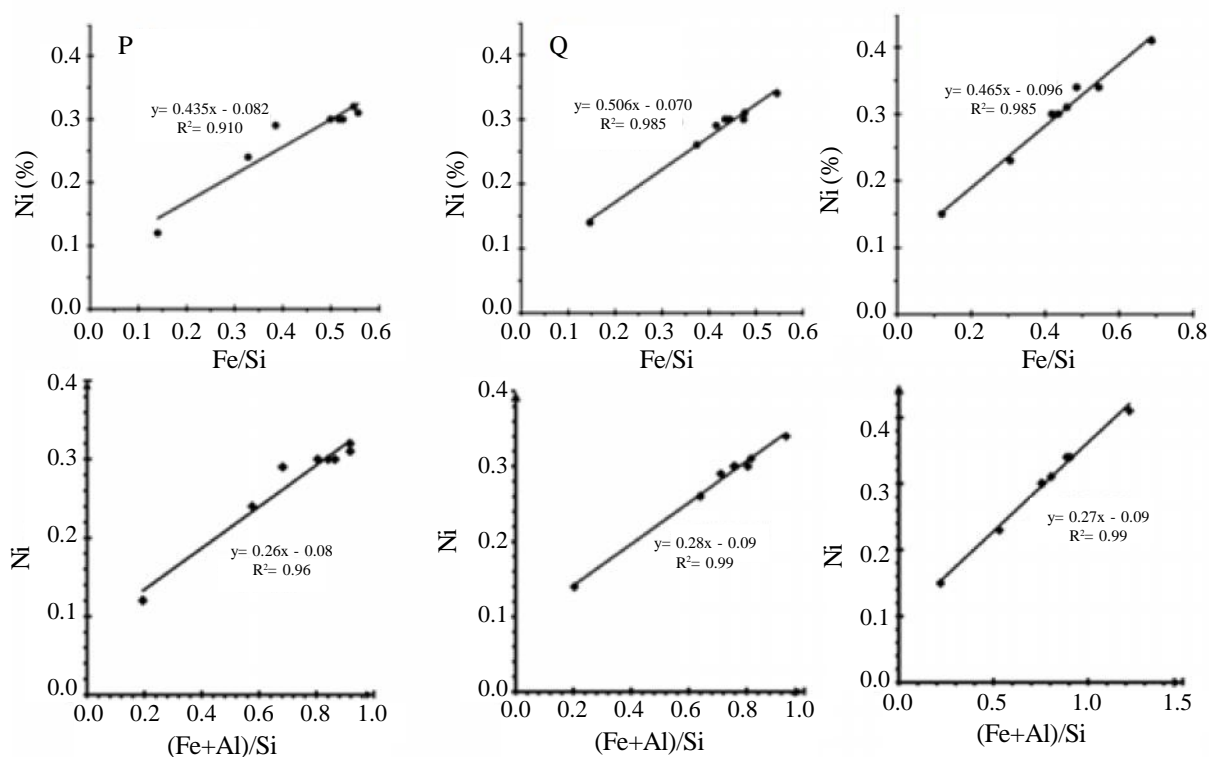 P
0.4
0.3
0.2
0.1
0.0
Ni (%)
y= 0.435x - 0.082
R²= 0.910
0.0 0.1 0.2 0.3 0.4 0.5 0.6
Fe/Si
Q
0.4
0.3
0.2
0.1
0.0
Ni (%)
y= 0.506x - 0.070
R²= 0.985
0.0 0.1 0.2 0.3 0.4 0.5 0.6
Fe/Si
0.4
0.3
0.2
0.1
0.0
Ni (%)
y= 0.465x - 0.096
R²= 0.985
0.0 0.2 0.4 0.6 0.8
Fe/Si
0.4
0.3
0.2
0.1
0.0
Ni
y= 0.26x - 0.08
R²= 0.96
0.0 0.2 0.4 0.6 0.8 1.0
(Fe+Al)/Si
0.4
0.3
0.2
0.1
0.0
Ni
y= 0.28x - 0.09
R²= 0.99
0.0 0.2 0.4 0.6 0.8 1.0
(Fe+Al)/Si
0.4
0.3
0.2
0.1
0.0
Ni
y= 0.27x - 0.09
R²= 0.99
0.0 0.5 1.0 1.5
(Fe+Al)/Si